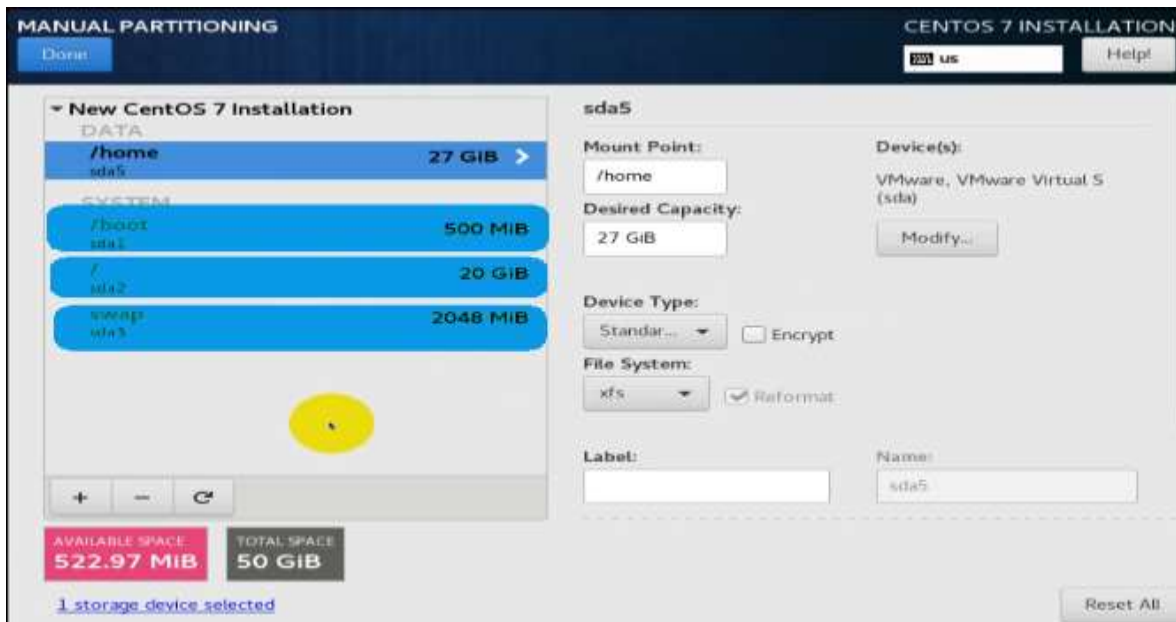 MANUAL PARTITIONING
CENTOS 7 INSTALLATION
Done
us
Help!
New CentOS 7 Installation
DATA
/home
27 GiB
sda5
SYSTEM
/boot
500 MiB
sda1
/
20 GiB
sda2
swap
2048 MiB
sda3
+ −
AVAILABLE SPACE
522.97 MiB
TOTAL SPACE
50 GiB
1 storage device selected
sda5
Mount Point:
/home
Desired Capacity:
27 GiB
Device(s):
VMware, VMware Virtual S
(sda)
Modify...
Device Type:
Standar...
Encrypt
File System:
xfs
Reformat
Label:
Name:
sda5
Reset All